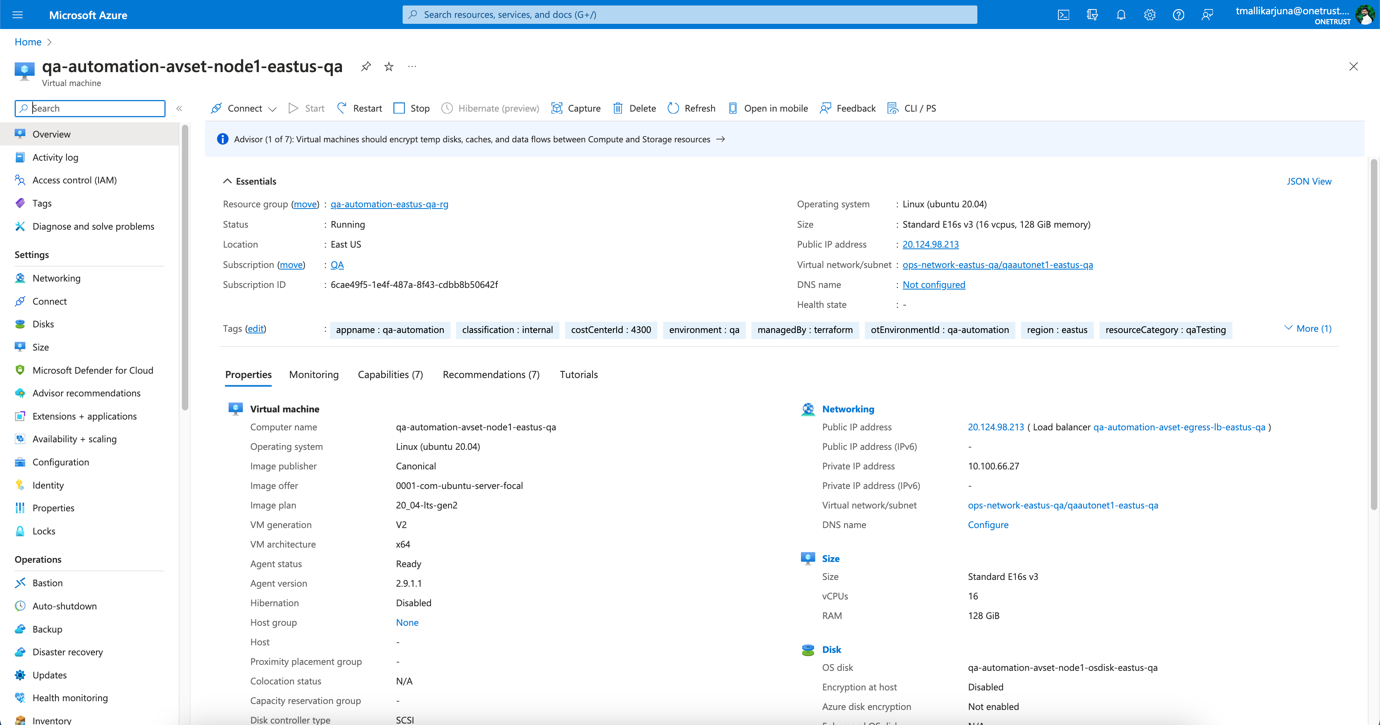 Microsoft Azure
Search resources, services, and docs (G+/)
tmallikarjuna@onetrust....
ONETRUST
Home
qa-automation-avset-node1-eastus-qa
Virtual machine
Search
Connect
Start
Restart
Stop
Hibernate (preview)
Capture
Delete
Refresh
Open in mobile
Feedback
CLI / PS
Advisor (1 of 7): Virtual machines should encrypt temp disks, caches, and data flows between Compute and Storage resources
Overview
Activity log
Access control (IAM)
Tags
Diagnose and solve problems
Settings
Networking
Connect
Disks
Size
Microsoft Defender for Cloud
Advisor recommendations
Extensions + applications
Availability + scaling
Configuration
Identity
Properties
Locks
Operations
Bastion
Auto-shutdown
Backup
Disaster recovery
Updates
Health monitoring
Inventory
Essentials
JSON View
Resource group (move) : qa-automation-eastus-qa-rg
Status : Running
Location : East US
Subscription (move) : QA
Subscription ID : 6cae49f5-1e4f-487a-8f43-cdbb8b50642f
Operating system : Linux (ubuntu 20.04)
Size : Standard E16s v3 (16 vcpus, 128 GiB memory)
Public IP address : 20.124.98.213
Virtual network/subnet : ops-network-eastus-qa/qaautonet1-eastus-qa
DNS name : Not configured
Health state : -
Tags (edit) : appname : qa-automation classification : internal costCenterId : 4300 environment : qa managedBy : terraform otEnvironmentId : qa-automation region : eastus resourceCategory : qaTesting More (1)
Properties
Monitoring
Capabilities (7)
Recommendations (7)
Tutorials
Virtual machine
Computer name qa-automation-avset-node1-eastus-qa
Operating system Linux (ubuntu 20.04)
Image publisher Canonical
Image offer 0001-com-ubuntu-server-focal
Image plan 20_04-lts-gen2
VM generation V2
VM architecture x64
Agent status Ready
Agent version 2.9.1.1
Hibernation Disabled
Host group None
Host -
Proximity placement group -
Colocation status N/A
Capacity reservation group -
Disk controller type SCSI
Networking
Public IP address 20.124.98.213 ( Load balancer qa-automation-avset-egress-lb-eastus-qa )
Public IP address (IPv6) -
Private IP address 10.100.66.27
Private IP address (IPv6) -
Virtual network/subnet ops-network-eastus-qa/qaautonet1-eastus-qa
DNS name Configure
Size
Size Standard E16s v3
vCPUs 16
RAM 128 GiB
Disk
OS disk qa-automation-avset-node1-osdisk-eastus-qa
Encryption at host Disabled
Azure disk encryption Not enabled